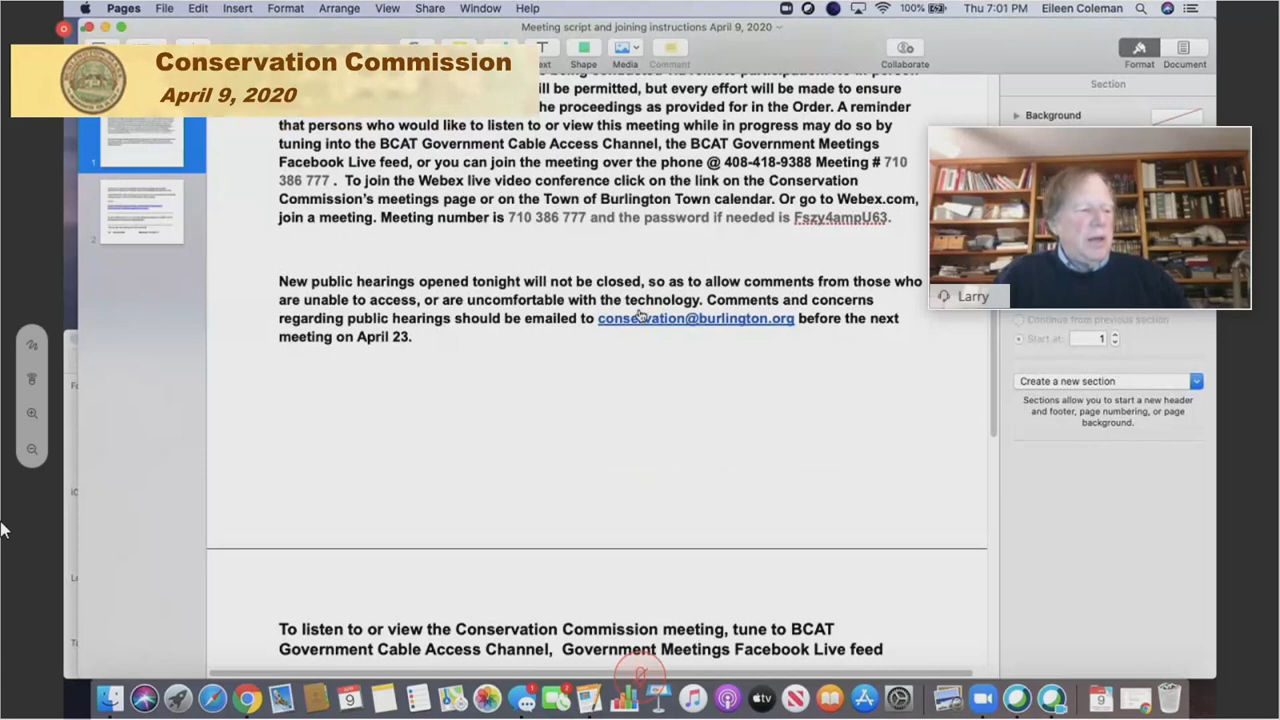 Pages File Edit Insert Format Arrange View Share Window Help 100% Thu 7:01 PM Eileen Coleman
Meeting script and joining instructions April 9, 2020
Conservation Commission
April 9, 2020
Shape Media Comment Collaborate Format Document
Section
Background
will be permitted, but every effort will be made to ensure
the proceedings as provided for in the Order. A reminder
that persons who would like to listen to or view this meeting while in progress may do so by
tuning into the BCAT Government Cable Access Channel, the BCAT Government Meetings
Facebook Live feed, or you can join the meeting over the phone @ 408-418-9388 Meeting # 710
386 777 . To join the Webex live video conference click on the link on the Conservation
Commission's meetings page or on the Town of Burlington Town calendar. Or go to Webex.com,
join a meeting. Meeting number is 710 386 777 and the password if needed is Fszy4ampU63.
New public hearings opened tonight will not be closed, so as to allow comments from those who
are unable to access, or are uncomfortable with the technology. Comments and concerns
regarding public hearings should be emailed to conservation@burlington.org before the next
meeting on April 23.
Larry
Continue from previous section
Start at: 1
Create a new section
Sections allow you to start a new header
and footer, page numbering, or page
background.
1
2
To listen to or view the Conservation Commission meeting, tune to BCAT
Government Cable Access Channel, Government Meetings Facebook Live feed